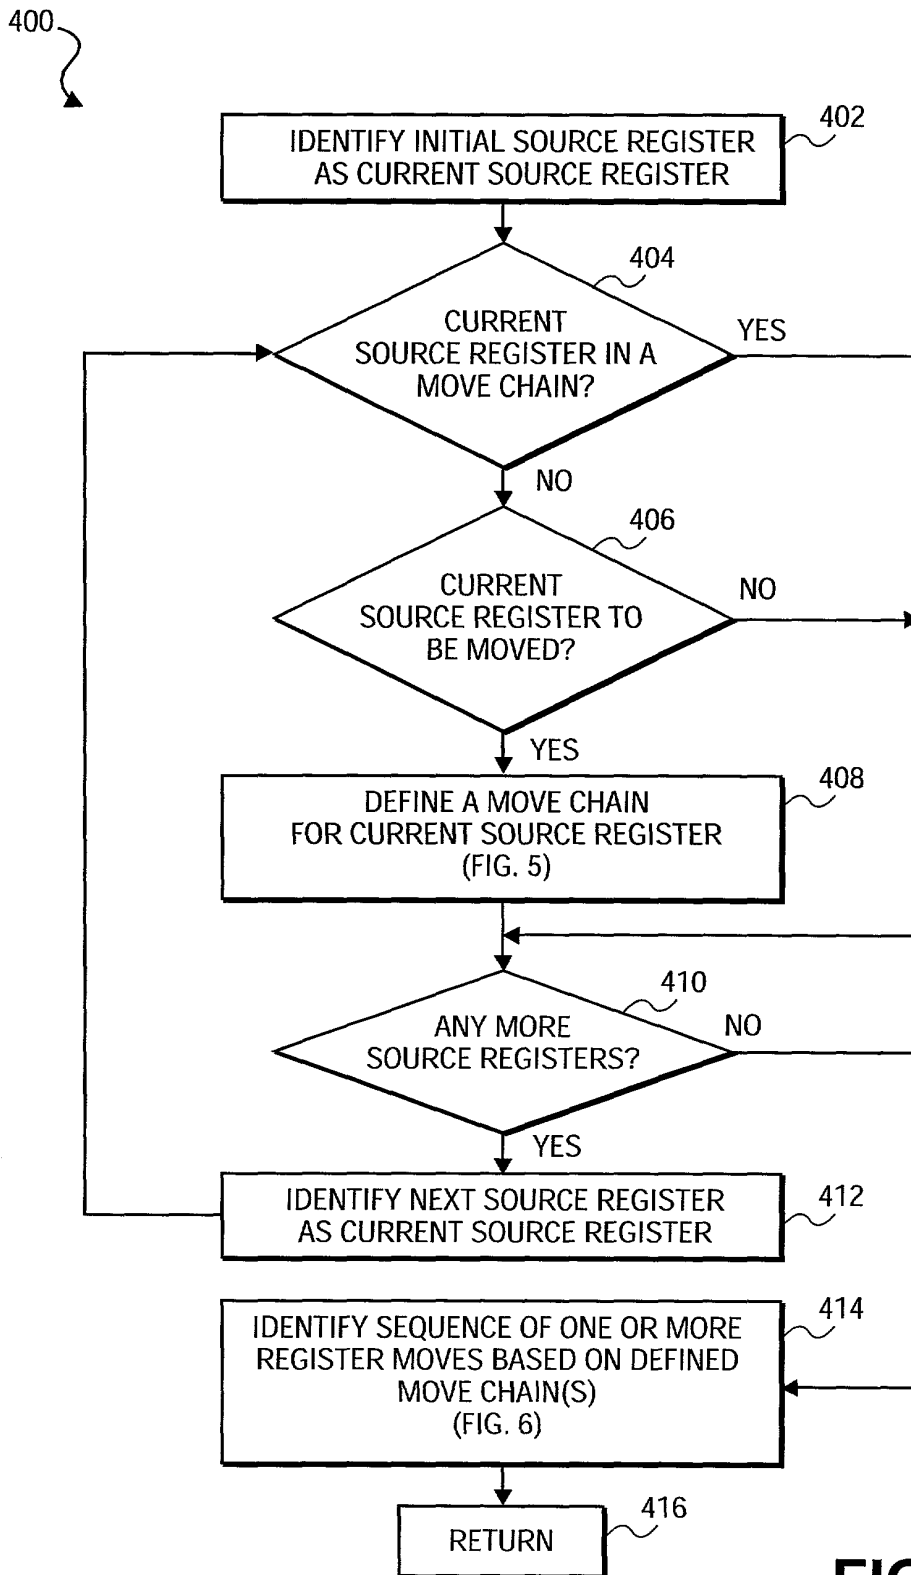 400
402
IDENTIFY INITIAL SOURCE REGISTER
AS CURRENT SOURCE REGISTER
404
CURRENT
SOURCE REGISTER IN A
MOVE CHAIN?
YES
NO
406
CURRENT
SOURCE REGISTER TO
BE MOVED?
NO
YES
408
DEFINE A MOVE CHAIN
FOR CURRENT SOURCE REGISTER
(FIG. 5)
410
ANY MORE
SOURCE REGISTERS?
NO
YES
412
IDENTIFY NEXT SOURCE REGISTER
AS CURRENT SOURCE REGISTER
414
IDENTIFY SEQUENCE OF ONE OR MORE
REGISTER MOVES BASED ON DEFINED
MOVE CHAIN(S)
(FIG. 6)
416
RETURN